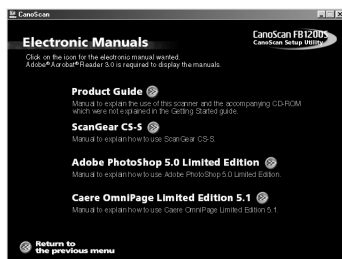 CanoScan
Electronic Manuals
CanoScan FB1200S
CanoScan Setup Utility
Click on the icon for the electronic manual wanted.
Adobe® Acrobat® Reader 3.0 is required to display the manuals.
Product Guide
Manual to explain the use of this scanner and the accompanying CD-ROM
which were not explained in the Getting Started guide.
ScanGear CS-S
Manual to explain how to use ScanGear CS-S.
Adobe PhotoShop 5.0 Limited Edition
Manual to explain how to use Adobe PhotoShop 5.0 Limited Edition.
Caere OmniPage Limited Edition 5.1
Manual to explain how to use Caere OmniPage Limited Edition 5.1.
Return to
the previous menu